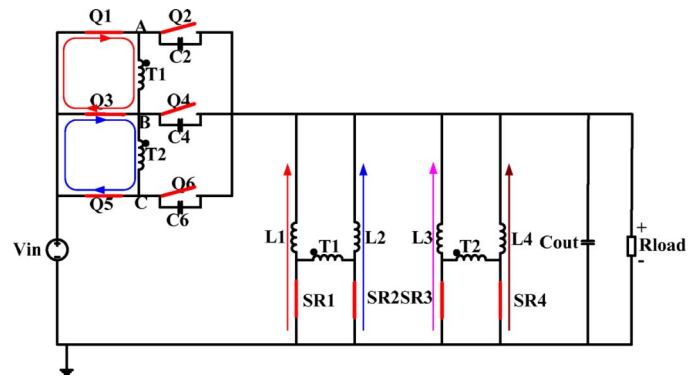 Q1
A
Q2
C2
T1
Q3
B
Q4
C4
T2
Q5
C
Q6
C6
Vin
L1
T1
L2
L3
T2
L4
Cout
+
Rload
-
SR1
SR2SR3
SR4